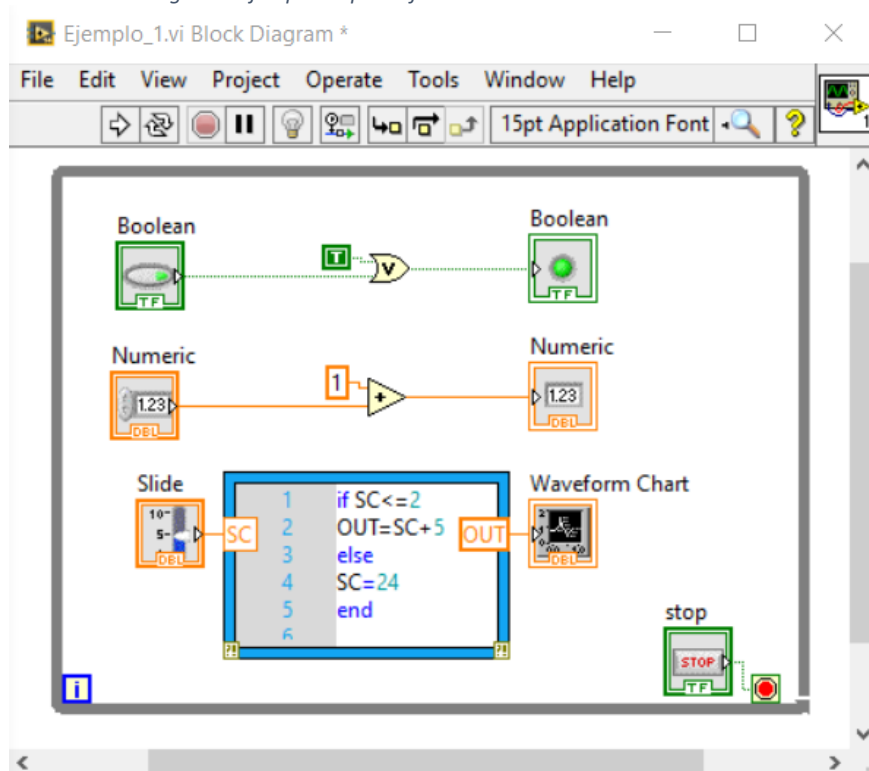 Ejemplo_1.vi Block Diagram *
File Edit View Project Operate Tools Window Help
15pt Application Font
1
Boolean
TF
T
V
Boolean
TF
Numeric
1.23
DBL
1
+
Numeric
1.23
DBL
Slide
10
5
DBL
SC
1 if SC<=2
2 OUT=SC+5
3 else
4 SC=24
5 end
6
OUT
Waveform Chart
DBL
stop
STOP
TF
i